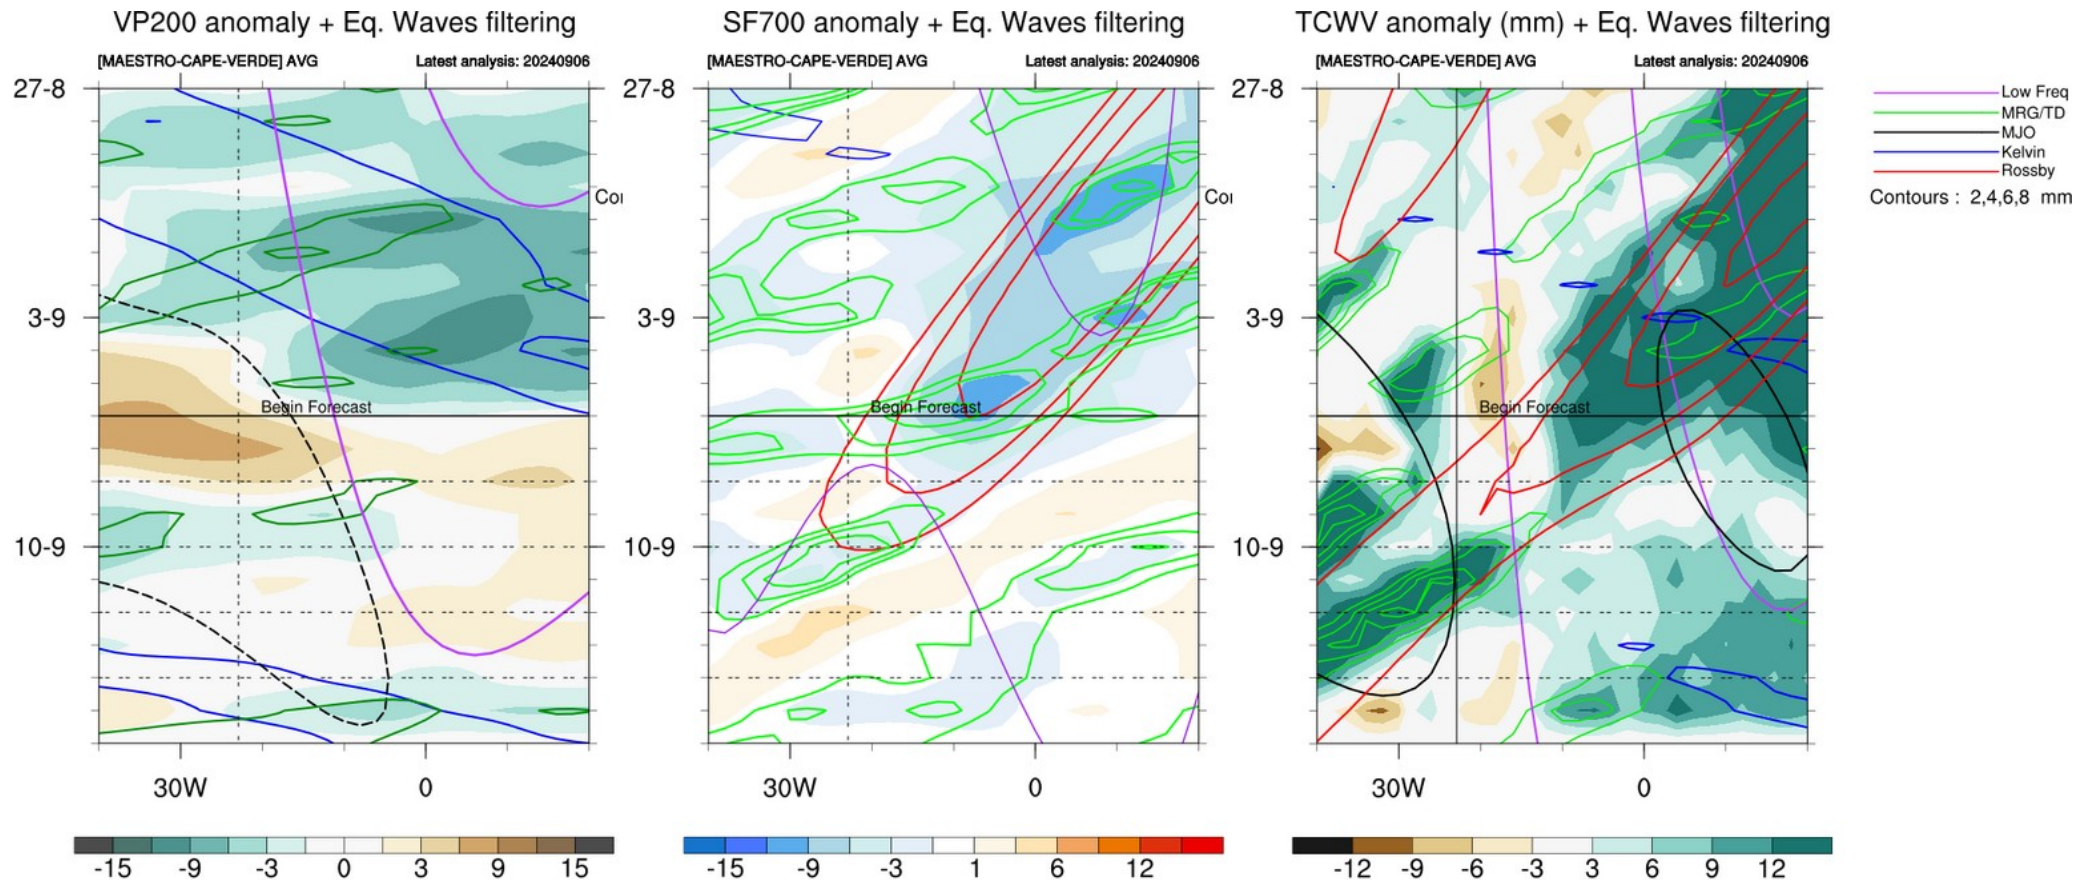 VP200 anomaly + Eq. Waves filtering
[MAESTRO-CAPE-VERDE] AVG
Latest analysis: 20240906
27-8
3-9
10-9
Coi
Begin Forecast
30W
0
-15 -9 -3 0 3 9 15
SF700 anomaly + Eq. Waves filtering
[MAESTRO-CAPE-VERDE] AVG
Latest analysis: 20240906
27-8
3-9
10-9
Coi
Begin Forecast
30W
0
-15 -9 -3 1 6 12
TCWV anomaly (mm) + Eq. Waves filtering
[MAESTRO-CAPE-VERDE] AVG
Latest analysis: 20240906
27-8
3-9
10-9
Begin Forecast
30W
0
-12 -9 -6 -3 3 6 9 12
Low Freq
MRG/TD
MJO
Kelvin
Rossby
Contours : 2,4,6,8 mm